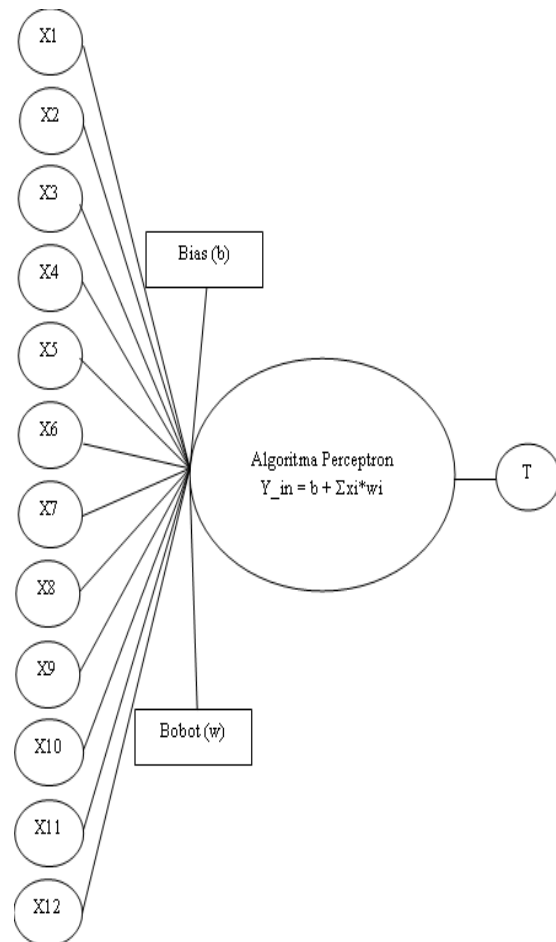 X1
X2
X3
X4
X5
X6
X7
X8
X9
X10
X11
X12
Bias (b)
Algoritma Perceptron
Y_in = b + Σxi*wi
Bobot (w)
T